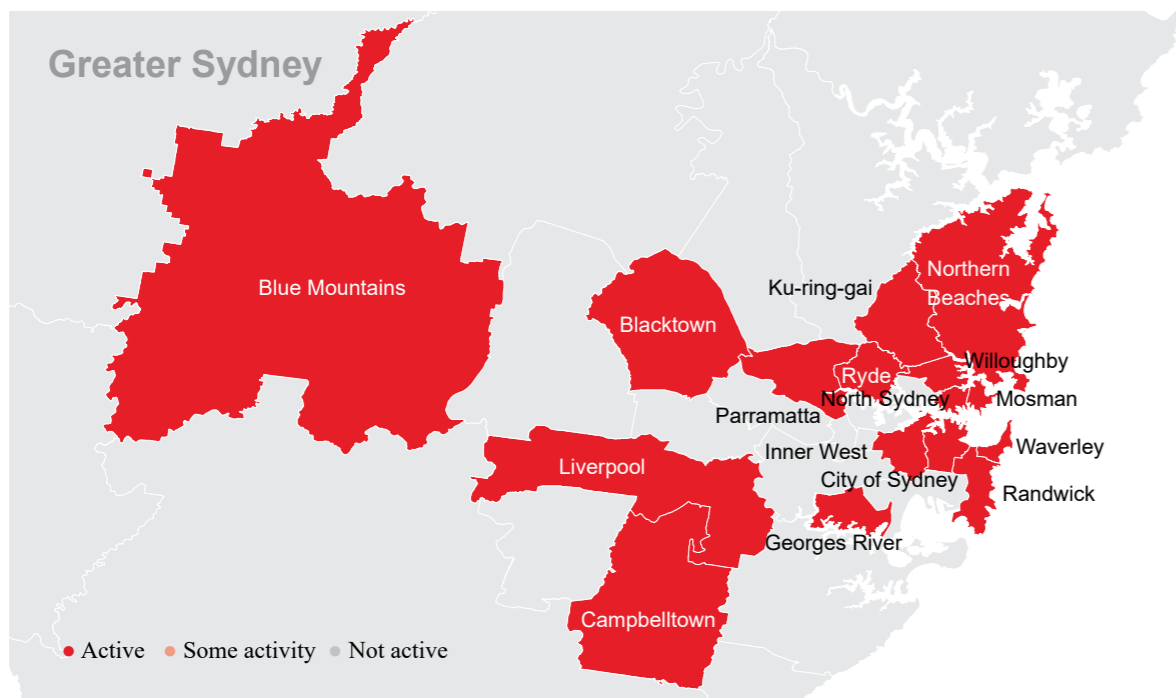 Greater Sydney
Blue Mountains
Ku-ring-gai
Northern
Beaches
Blacktown
Willoughby
Ryde
North Sydney
Mosman
Parramatta
Inner West
Waverley
Liverpool
City of Sydney
Randwick
Georges River
Campbelltown
Active
Some activity
Not active